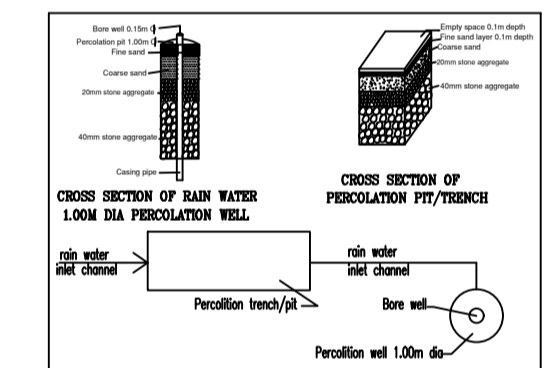 Bore well 0.15m
Percolation pit 1.00m
Fine sand
Coarse sand
20mm stone aggregate
40mm stone aggregate
Casing pipe
CROSS SECTION OF RAIN WATER
1.00M DIA PERCOLATION WELL
Empty space 0.1m depth
Fine sand layer 0.1m depth
Coarse sand
20mm stone aggregate
40mm stone aggregate
CROSS SECTION OF
PERCOLATION PIT/TRENCH
rain water
inlet channel
Percolition trench/pit
rain water
inlet channel
Bore well
Percolition well 1.00m dia